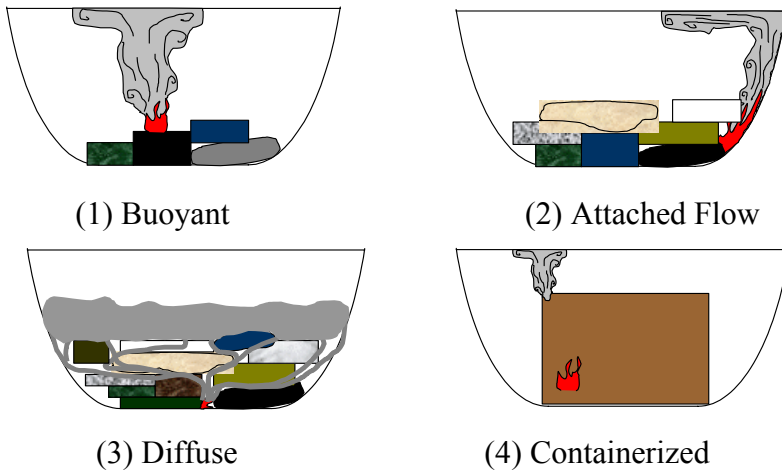 (1) Buoyant
(2) Attached Flow
(3) Diffuse
(4) Containerized